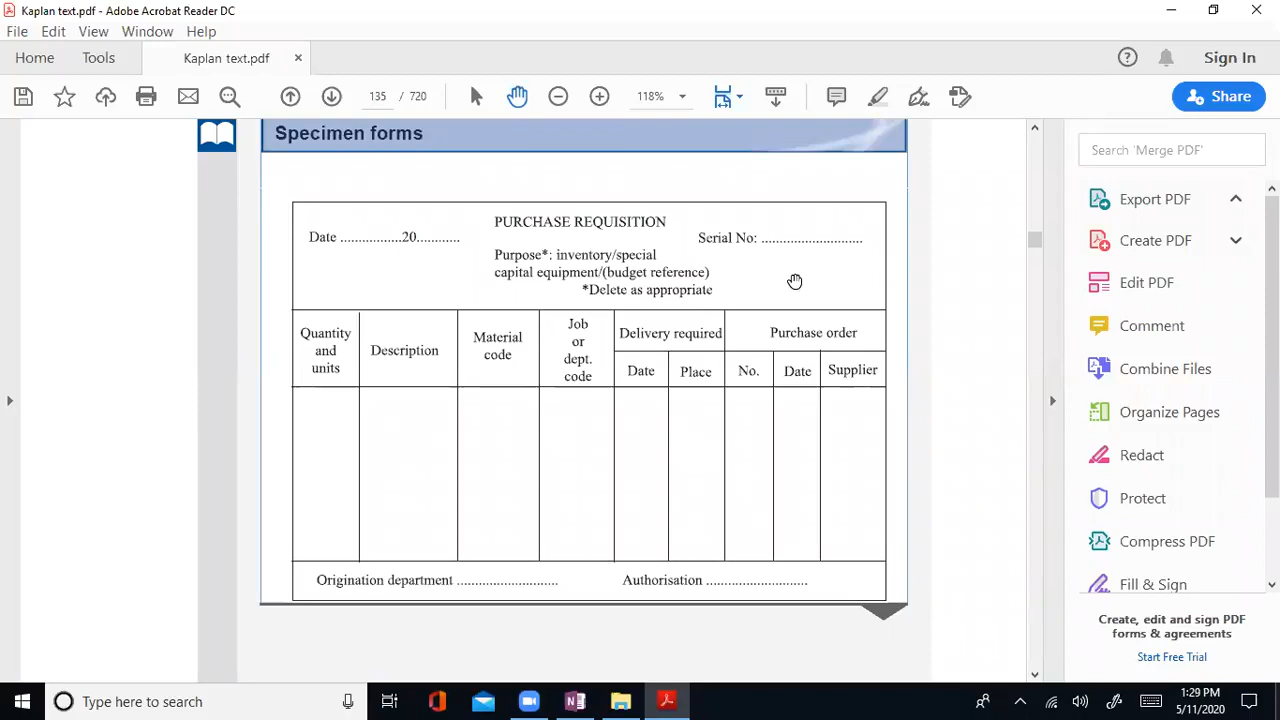 Kaplan text.pdf - Adobe Acrobat Reader DC
File Edit View Window Help
Home Tools Kaplan text.pdf × Sign In
135 / 720 118% Share
Specimen forms
PURCHASE REQUISITION
Date .................20............ Serial No: ............................
Purpose*: inventory/special
capital equipment/(budget reference)
*Delete as appropriate
Quantity
and
units
Description
Material
code
Job
or
dept.
code
Delivery required
Date Place
Purchase order
No. Date Supplier
Origination department ............................ Authorisation ............................
Search 'Merge PDF'
Export PDF
Create PDF
Edit PDF
Comment
Combine Files
Organize Pages
Redact
Protect
Compress PDF
Fill & Sign
Create, edit and sign PDF
forms & agreements
Start Free Trial
Type here to search
1:29 PM
5/11/2020